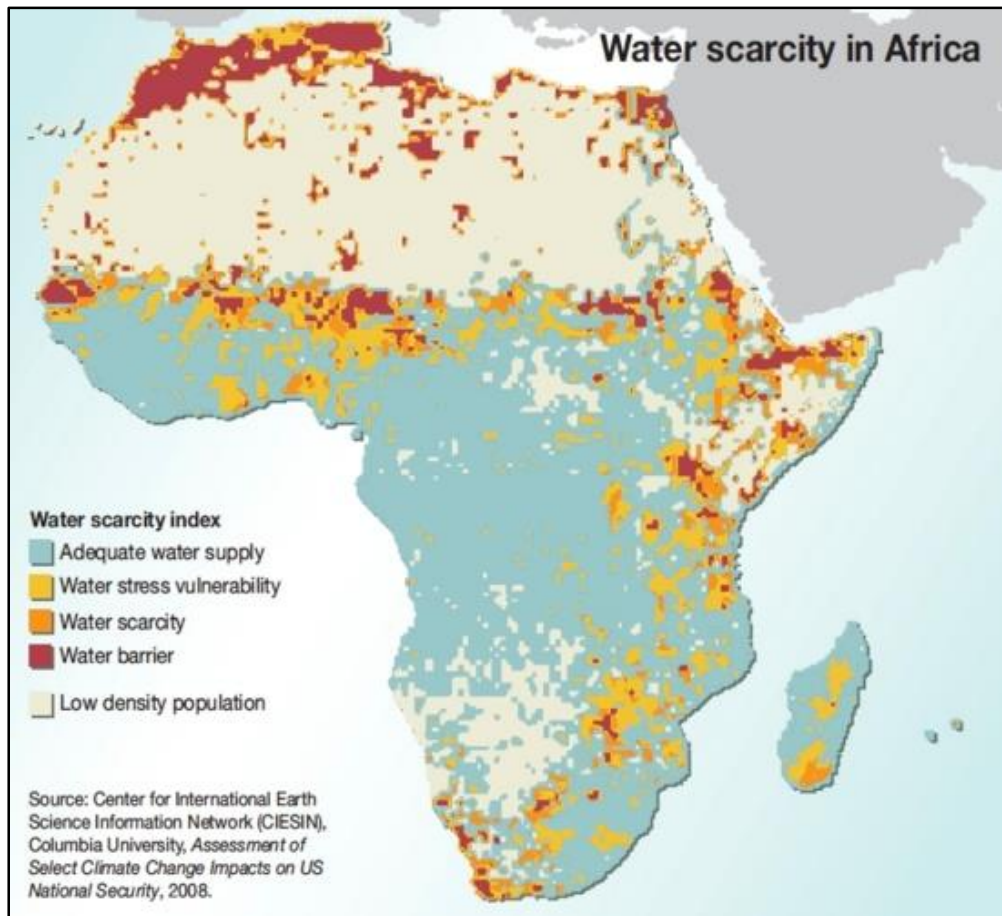 Water scarcity in Africa
Water scarcity index
Adequate water supply
Water stress vulnerability
Water scarcity
Water barrier
Low density population
Source: Center for International Earth
Science Information Network (CIESIN),
Columbia University, Assessment of
Select Climate Change Impacts on US
National Security, 2008.